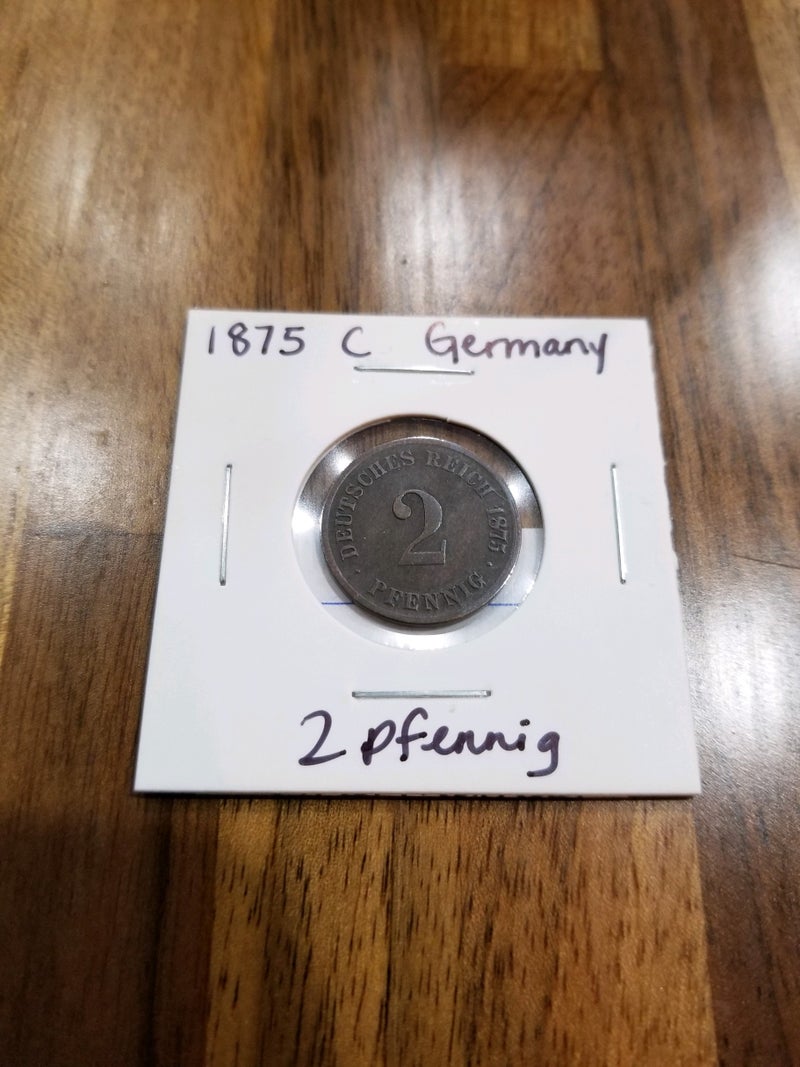 1875 C Germany
DEUTSCHES REICH 1875
2
· PFENNIG ·
2 pfennig